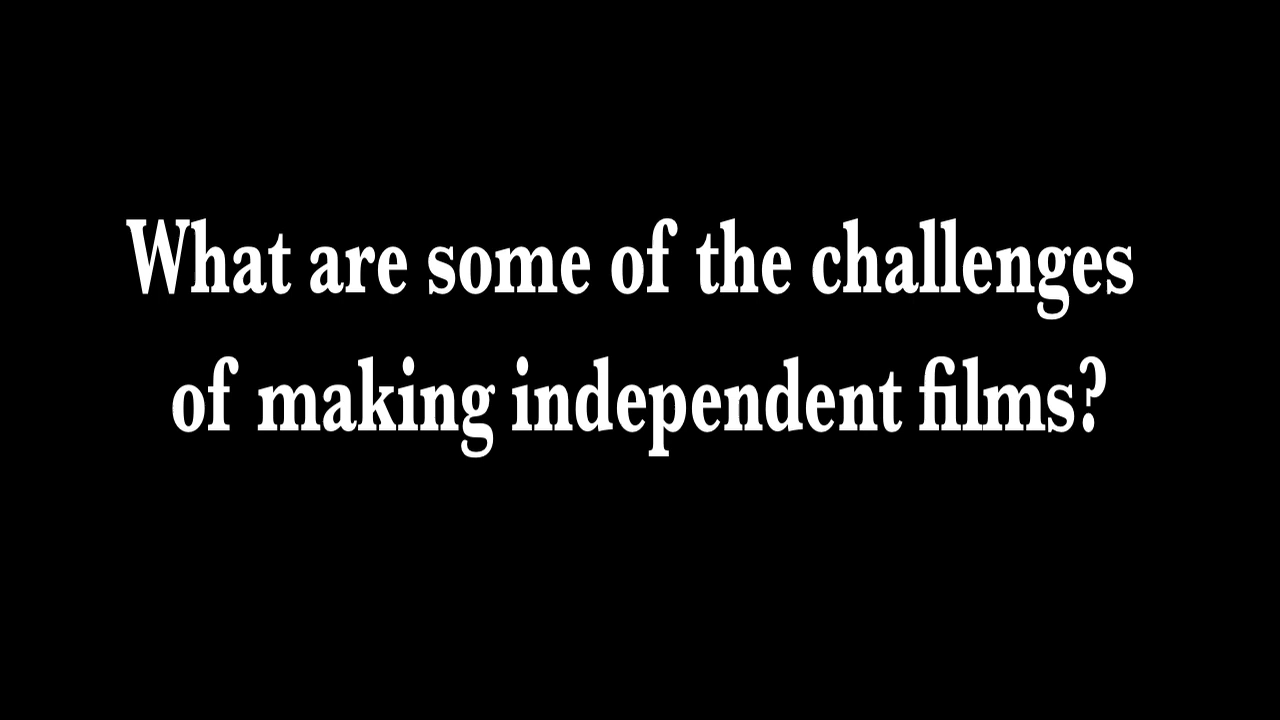 What are some of the challenges
of making independent films?